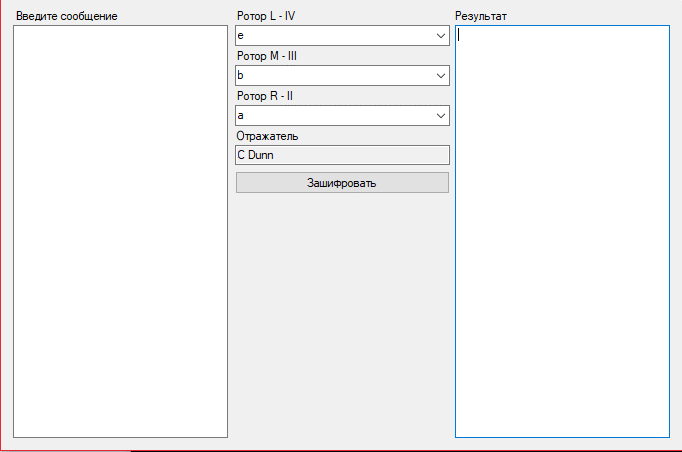 Введите сообщение
Ротор L - IV
e
Ротор M - III
b
Ротор R - II
a
Отражатель
C Dunn
Зашифровать
Результат